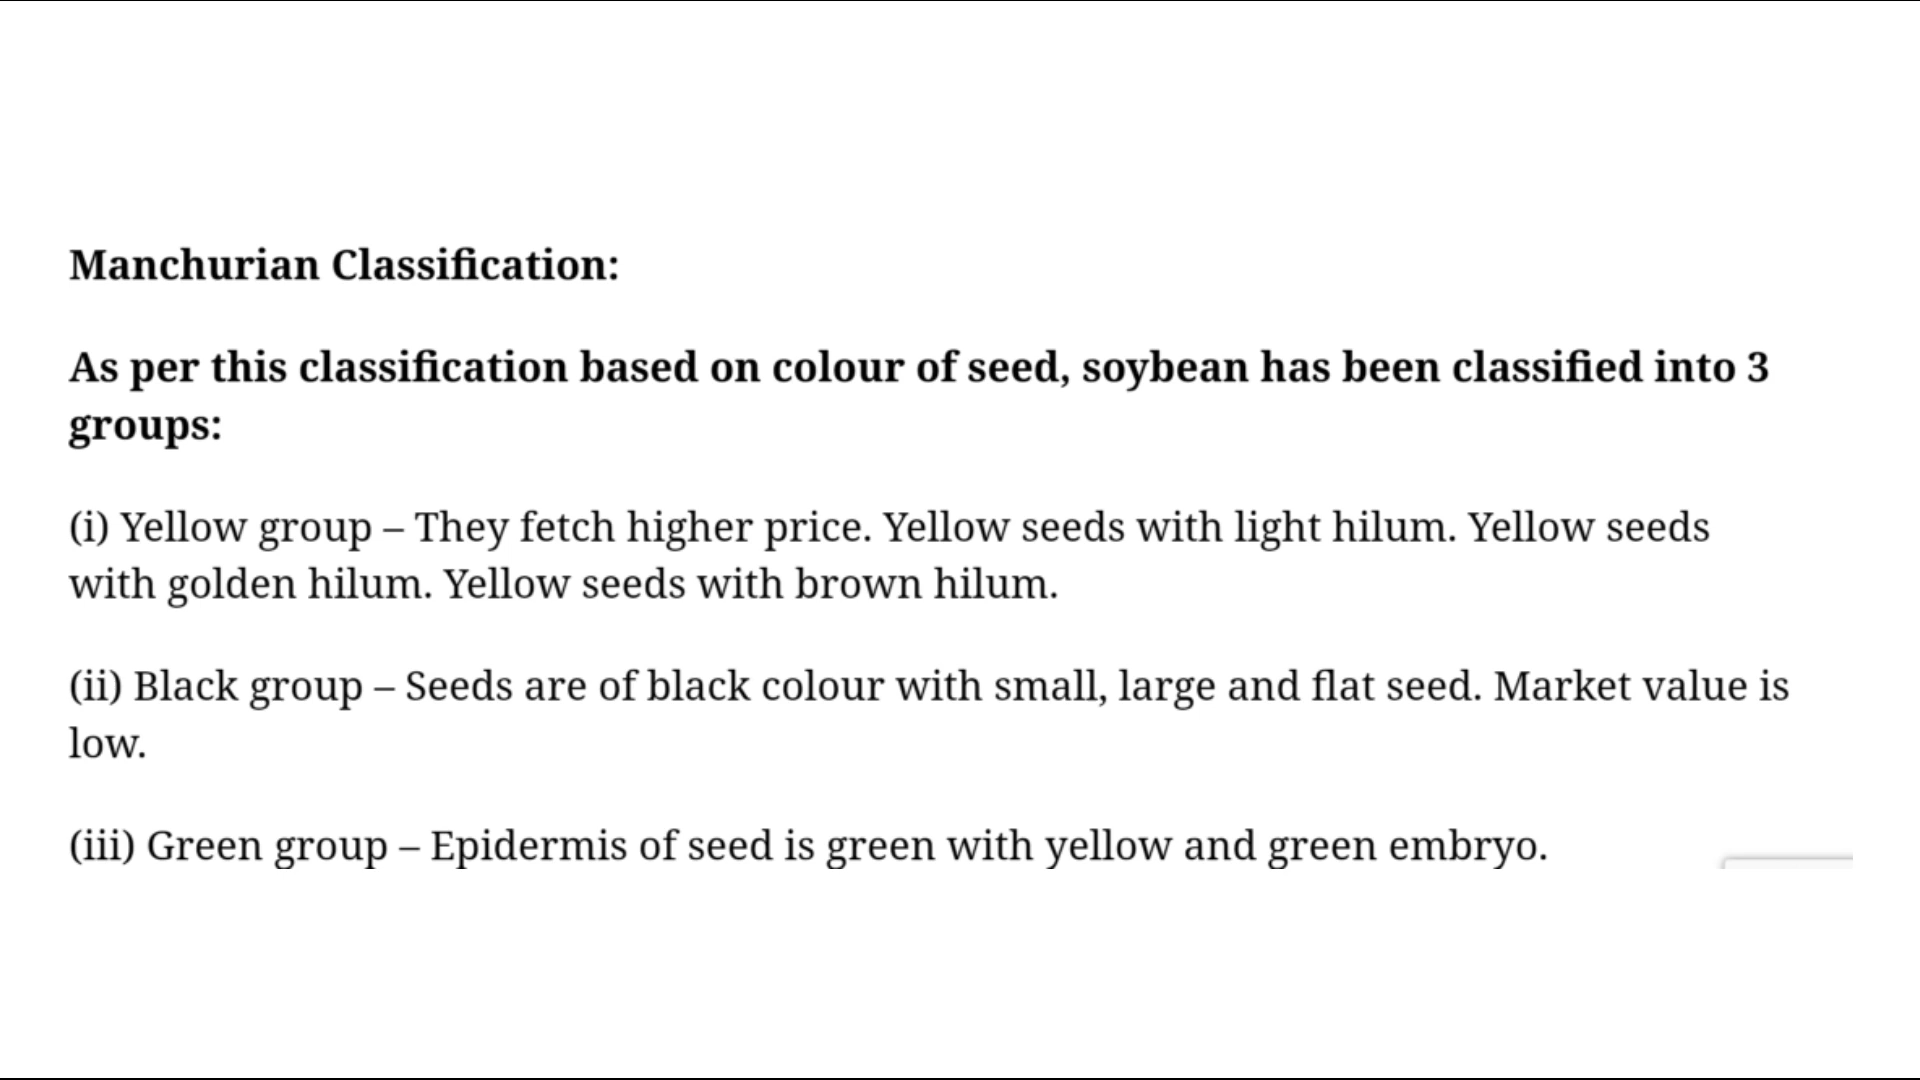 Manchurian Classification:
As per this classification based on colour of seed, soybean has been classified into 3
groups:
(i) Yellow group – They fetch higher price. Yellow seeds with light hilum. Yellow seeds
with golden hilum. Yellow seeds with brown hilum.
(ii) Black group – Seeds are of black colour with small, large and flat seed. Market value is
low.
(iii) Green group – Epidermis of seed is green with yellow and green embryo.